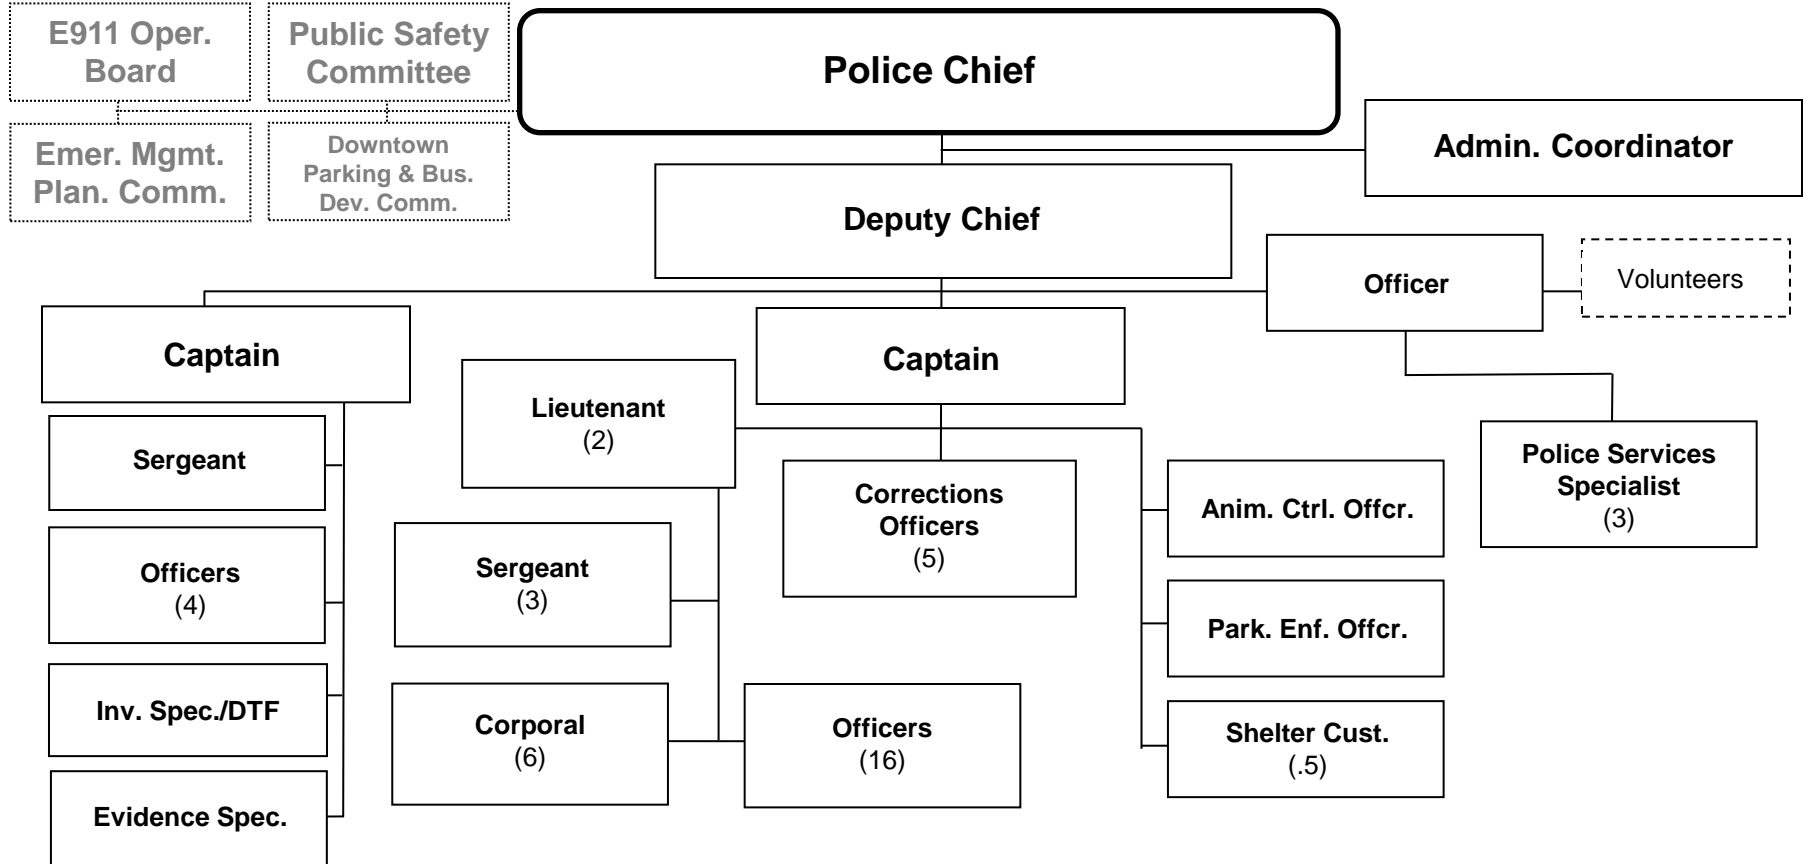 E911 Oper.
Board
Public Safety
Committee
Police Chief
Emer. Mgmt.
Plan. Comm.
Downtown
Parking & Bus.
Dev. Comm.
Admin. Coordinator
Deputy Chief
Officer
Volunteers
Captain
Captain
Lieutenant
(2)
Sergeant
Corrections
Officers
(5)
Anim. Ctrl. Offcr.
Police Services
Specialist
(3)
Officers
(4)
Sergeant
(3)
Park. Enf. Offcr.
Inv. Spec./DTF
Corporal
(6)
Officers
(16)
Shelter Cust.
(.5)
Evidence Spec.